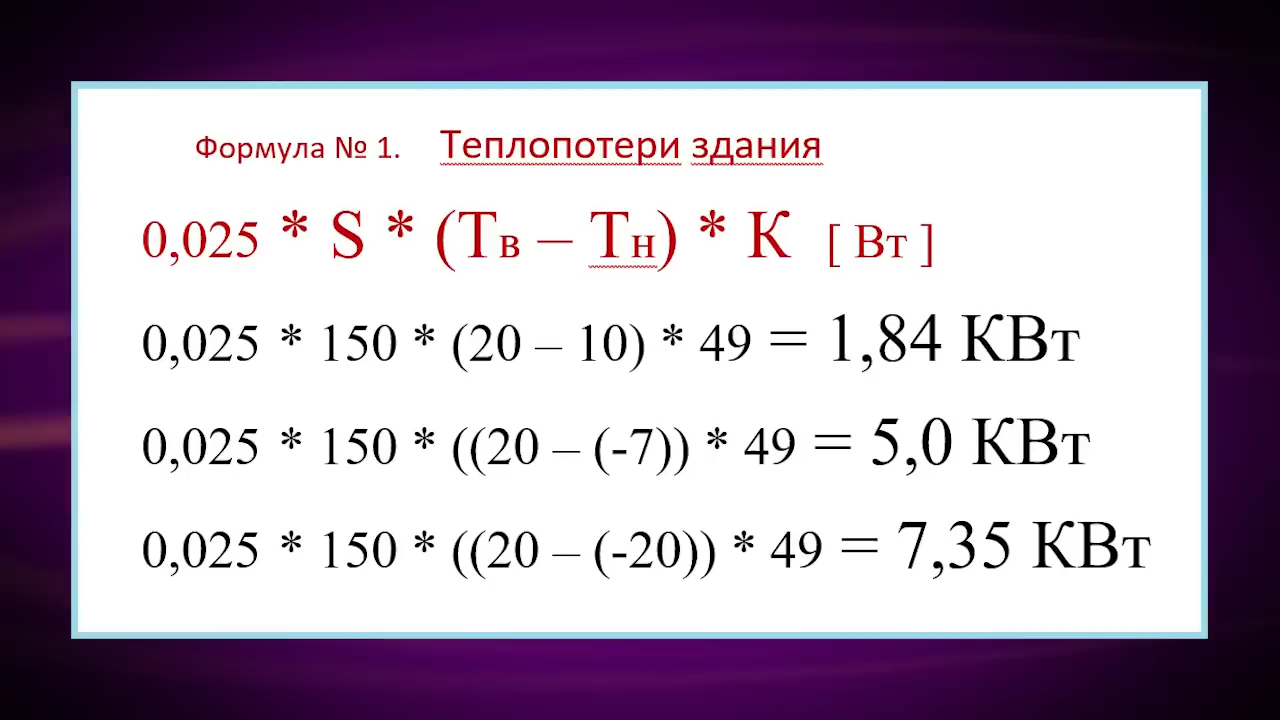 Формула № 1. Теплопотери здания
0,025 * S * (Тв – Тн) * К [ Вт ]
0,025 * 150 * (20 – 10) * 49 = 1,84 КВт
0,025 * 150 * ((20 – (-7)) * 49 = 5,0 КВт
0,025 * 150 * ((20 – (-20)) * 49 = 7,35 КВт